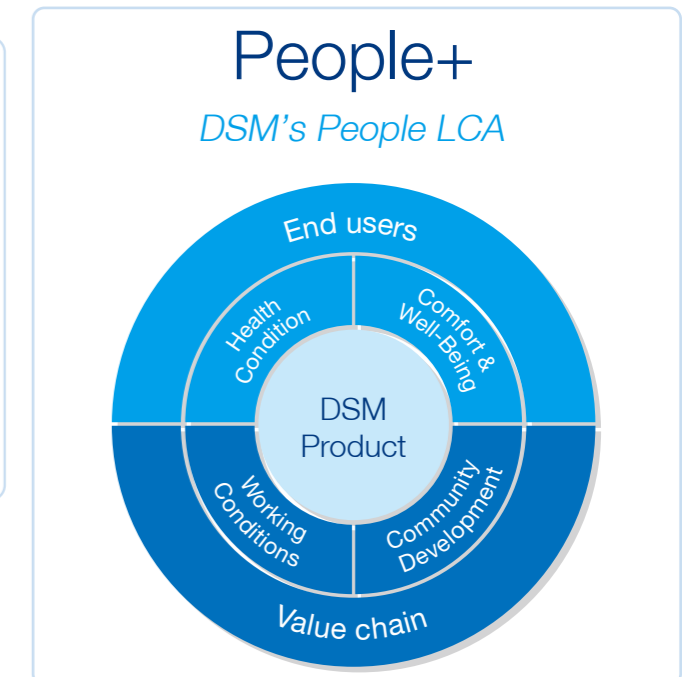 People+
DSM’s People LCA
End users
Health
Condition
Comfort &
Well-Being
DSM
Product
Working
Conditions
Community
Development
Value chain